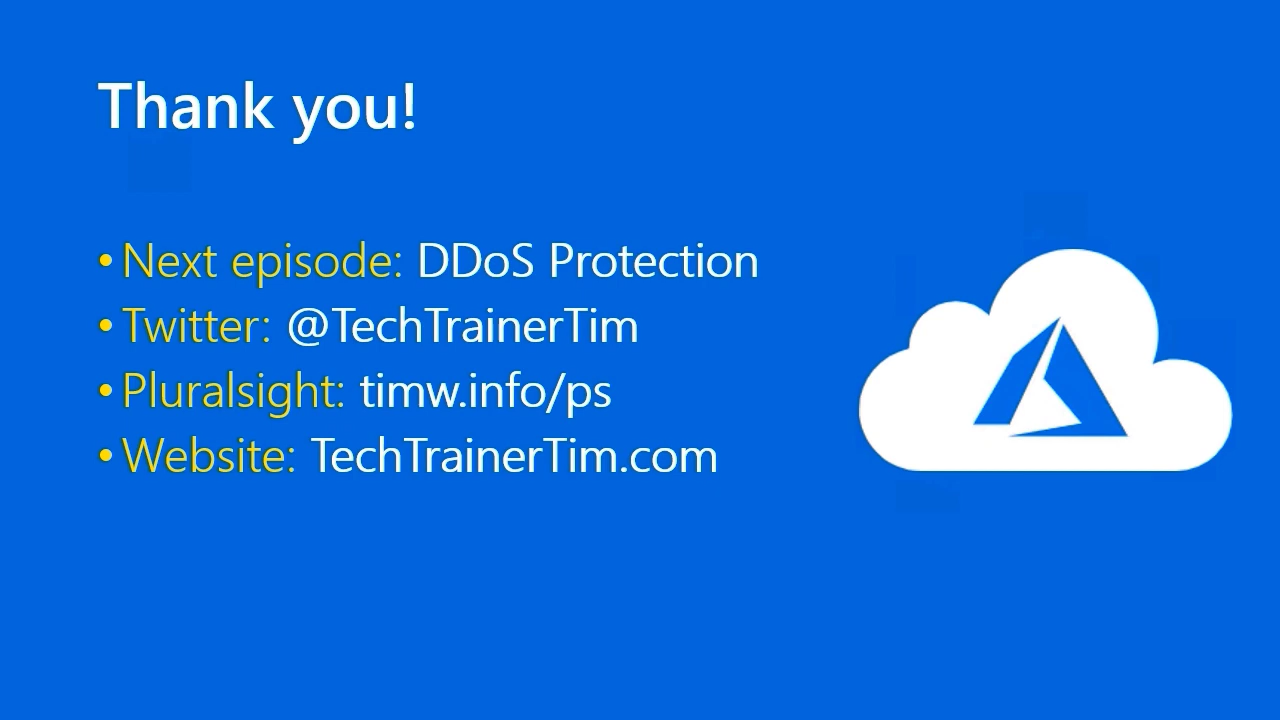 Thank you!
• Next episode: DDoS Protection
• Twitter: @TechTrainerTim
• Pluralsight: timw.info/ps
• Website: TechTrainerTim.com